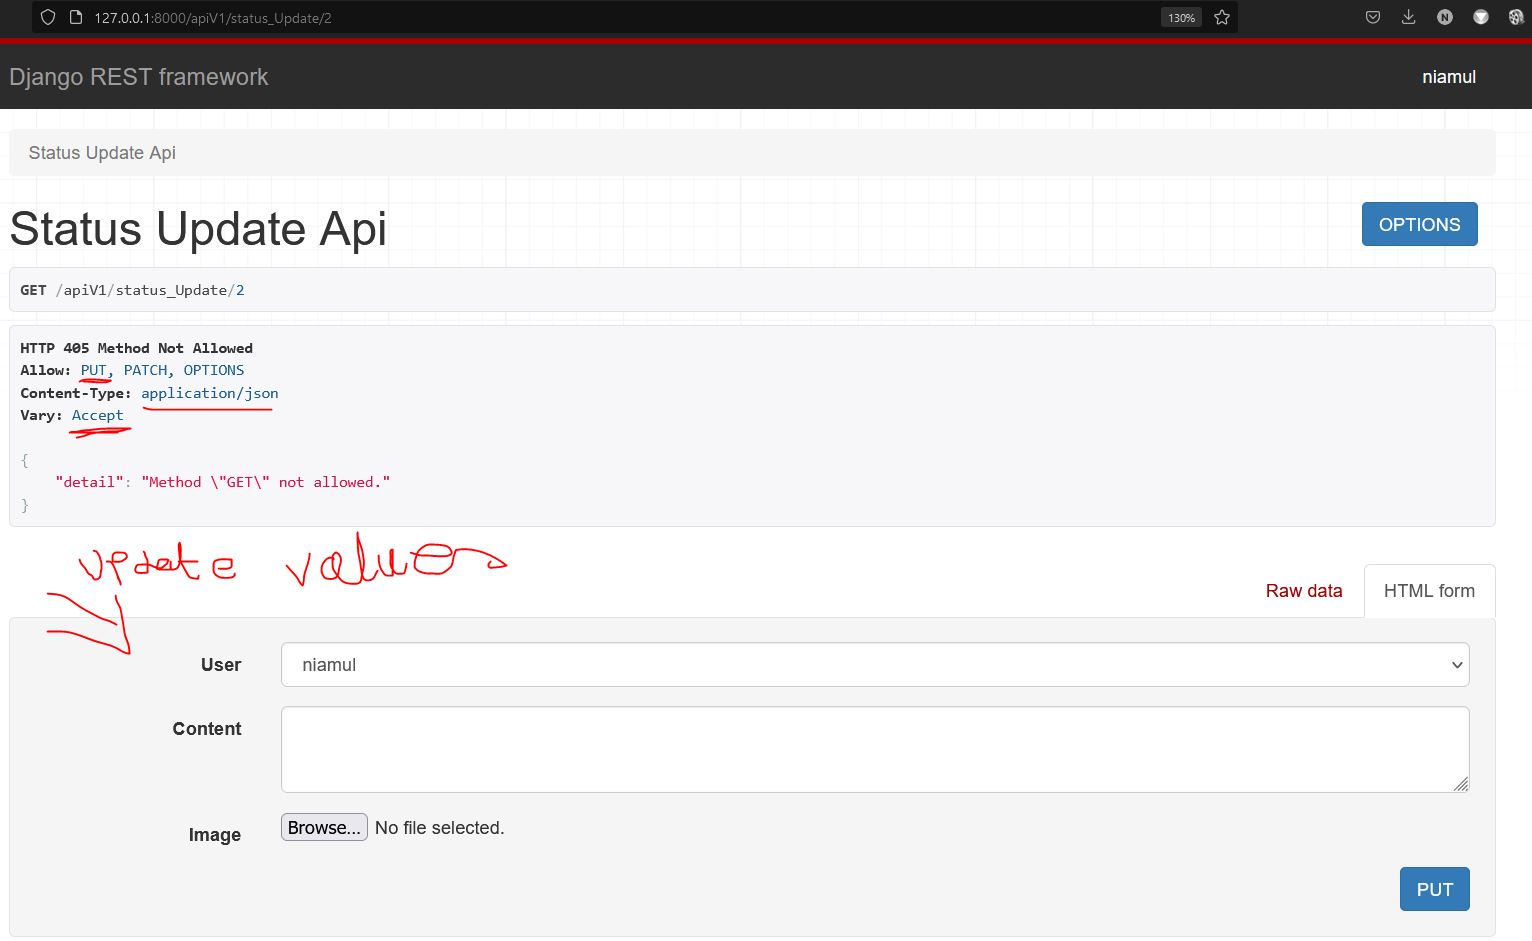 127.0.0.1:8000/apiV1/status_Update/2
130%
N
Django REST framework
niamul
Status Update Api
Status Update Api
OPTIONS
GET /apiV1/status_Update/2
HTTP 405 Method Not Allowed
Allow: PUT, PATCH, OPTIONS
Content-Type: application/json
Vary: Accept
{
"detail": "Method \"GET\" not allowed."
}
update values
Raw data
HTML form
User
niamul
Content
Image
Browse... No file selected.
PUT